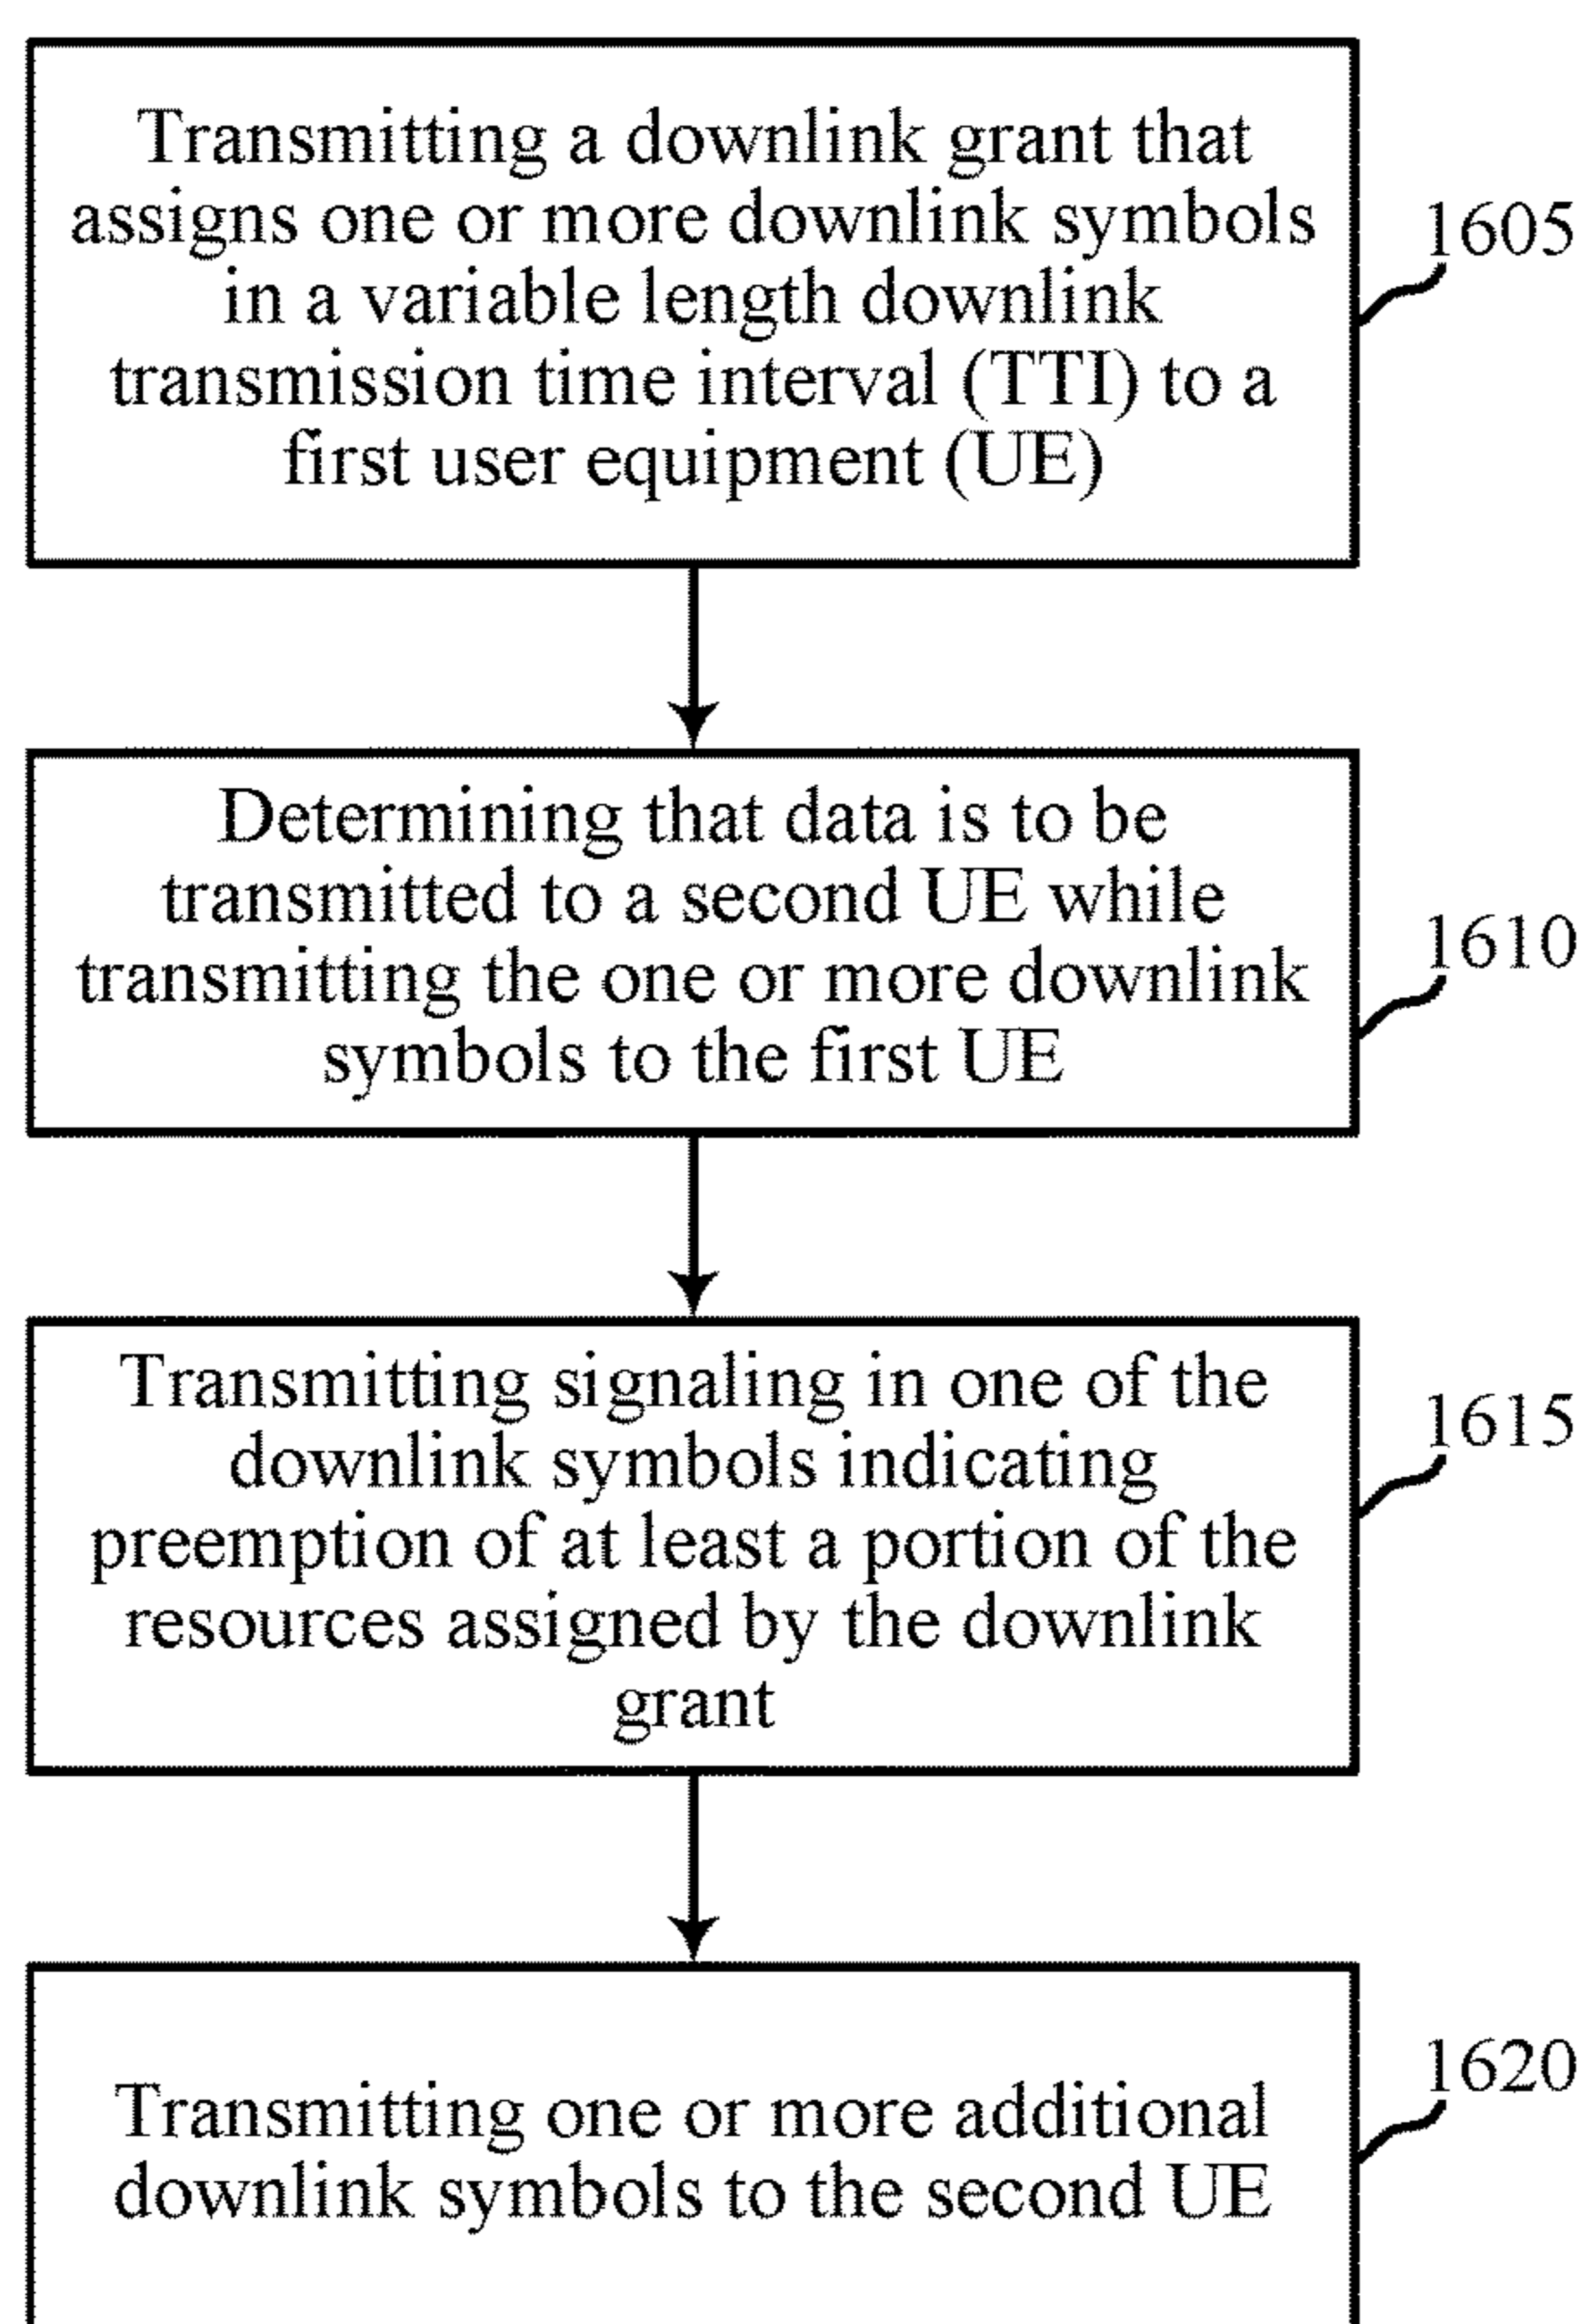 Transmitting a downlink grant that
assigns one or more downlink symbols
in a variable length downlink
transmission time interval (TTI) to a
first user equipment (UE)
1605
Determining that data is to be
transmitted to a second UE while
transmitting the one or more downlink
symbols to the first UE
1610
Transmitting signaling in one of the
downlink symbols indicating
preemption of at least a portion of the
resources assigned by the downlink
grant
1615
Transmitting one or more additional
downlink symbols to the second UE
1620